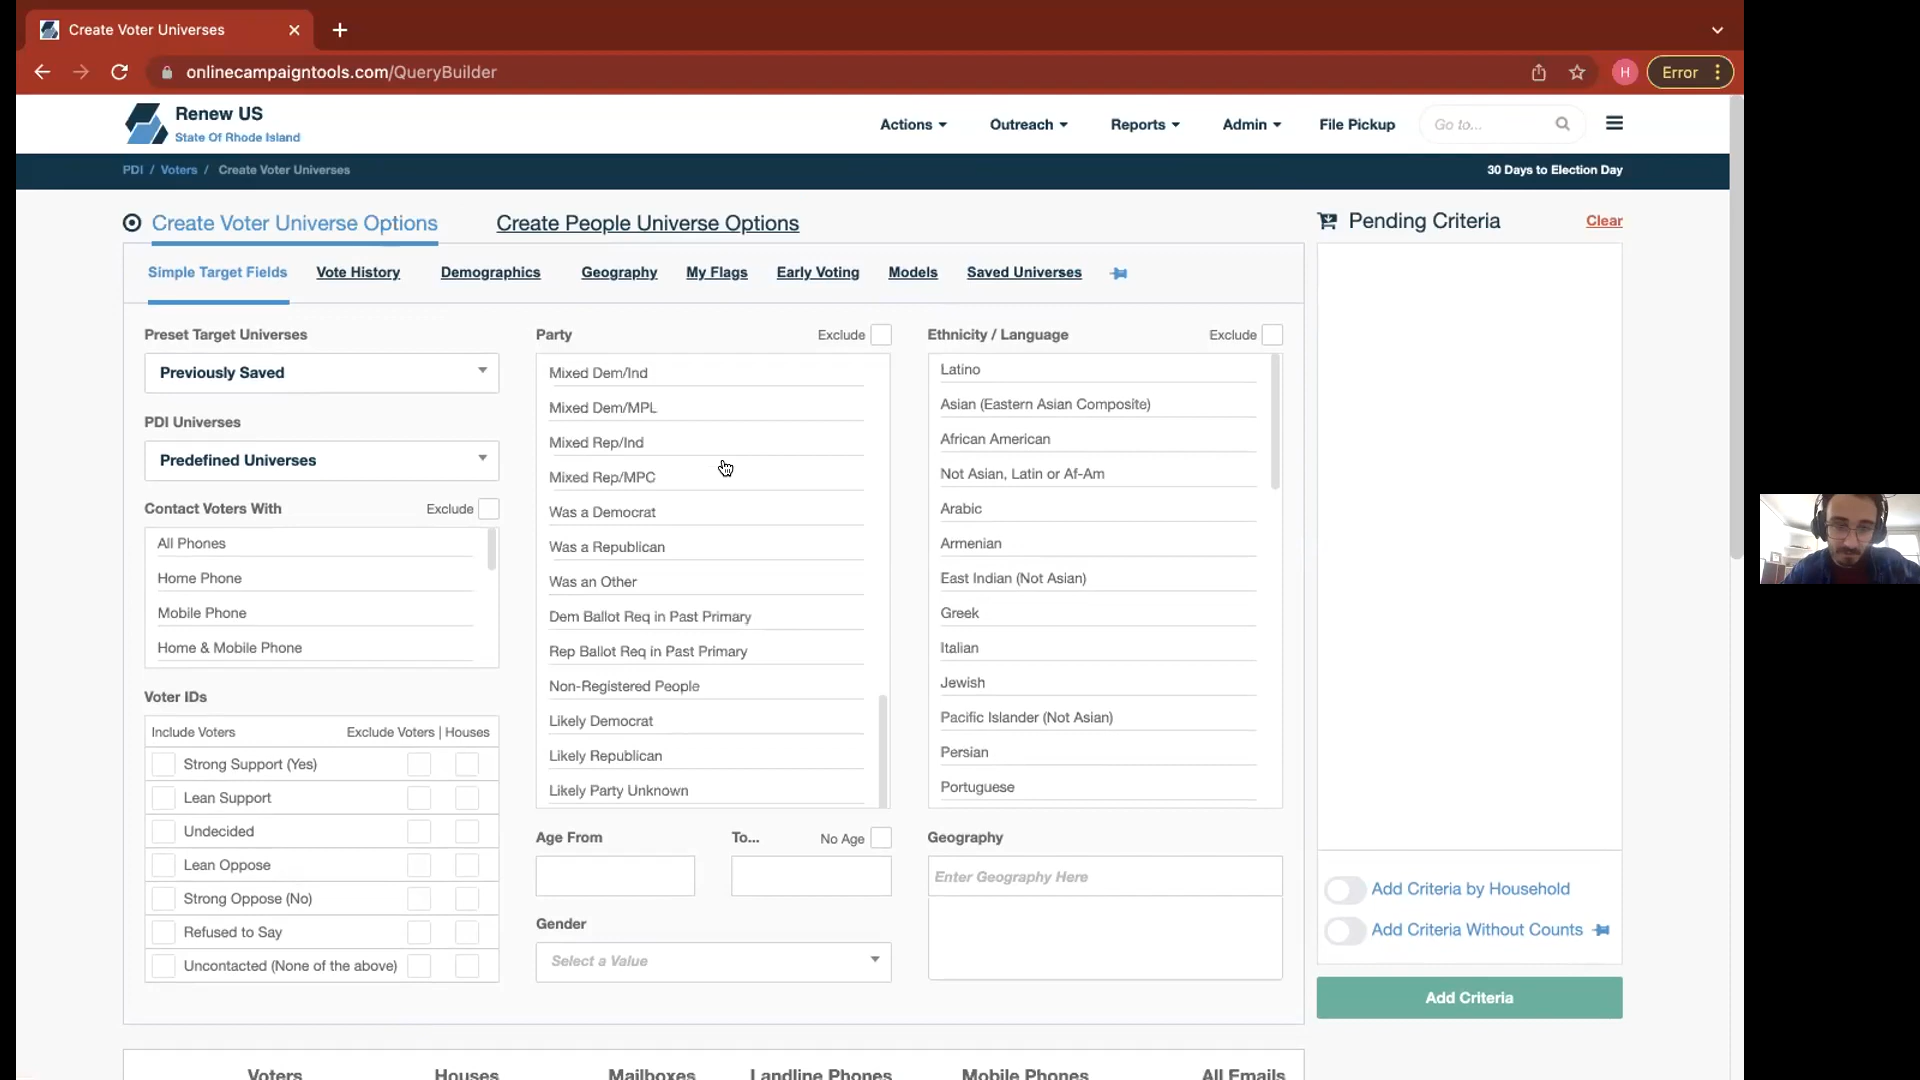 Create Voter Universes
onlinecampaigntools.com/QueryBuilder
H
Error
Renew US
State Of Rhode Island
Actions
Outreach
Reports
Admin
File Pickup
Go to...
PDI / Voters / Create Voter Universes
30 Days to Election Day
Create Voter Universe Options
Create People Universe Options
Pending Criteria
Clear
Simple Target Fields
Vote History
Demographics
Geography
My Flags
Early Voting
Models
Saved Universes
Preset Target Universes
Previously Saved
PDI Universes
Predefined Universes
Contact Voters With
Exclude
All Phones
Home Phone
Mobile Phone
Home & Mobile Phone
Voter IDs
Include Voters
Exclude Voters | Houses
Strong Support (Yes)
Lean Support
Undecided
Lean Oppose
Strong Oppose (No)
Refused to Say
Uncontacted (None of the above)
Party
Exclude
Mixed Dem/Ind
Mixed Dem/MPL
Mixed Rep/Ind
Mixed Rep/MPC
Was a Democrat
Was a Republican
Was an Other
Dem Ballot Req in Past Primary
Rep Ballot Req in Past Primary
Non-Registered People
Likely Democrat
Likely Republican
Likely Party Unknown
Age From
To...
No Age
Gender
Select a Value
Ethnicity / Language
Exclude
Latino
Asian (Eastern Asian Composite)
African American
Not Asian, Latin or Af-Am
Arabic
Armenian
East Indian (Not Asian)
Greek
Italian
Jewish
Pacific Islander (Not Asian)
Persian
Portuguese
Geography
Enter Geography Here
Add Criteria by Household
Add Criteria Without Counts
Add Criteria
Voters
Houses
Mailboxes
Landline Phones
Mobile Phones
All Emails